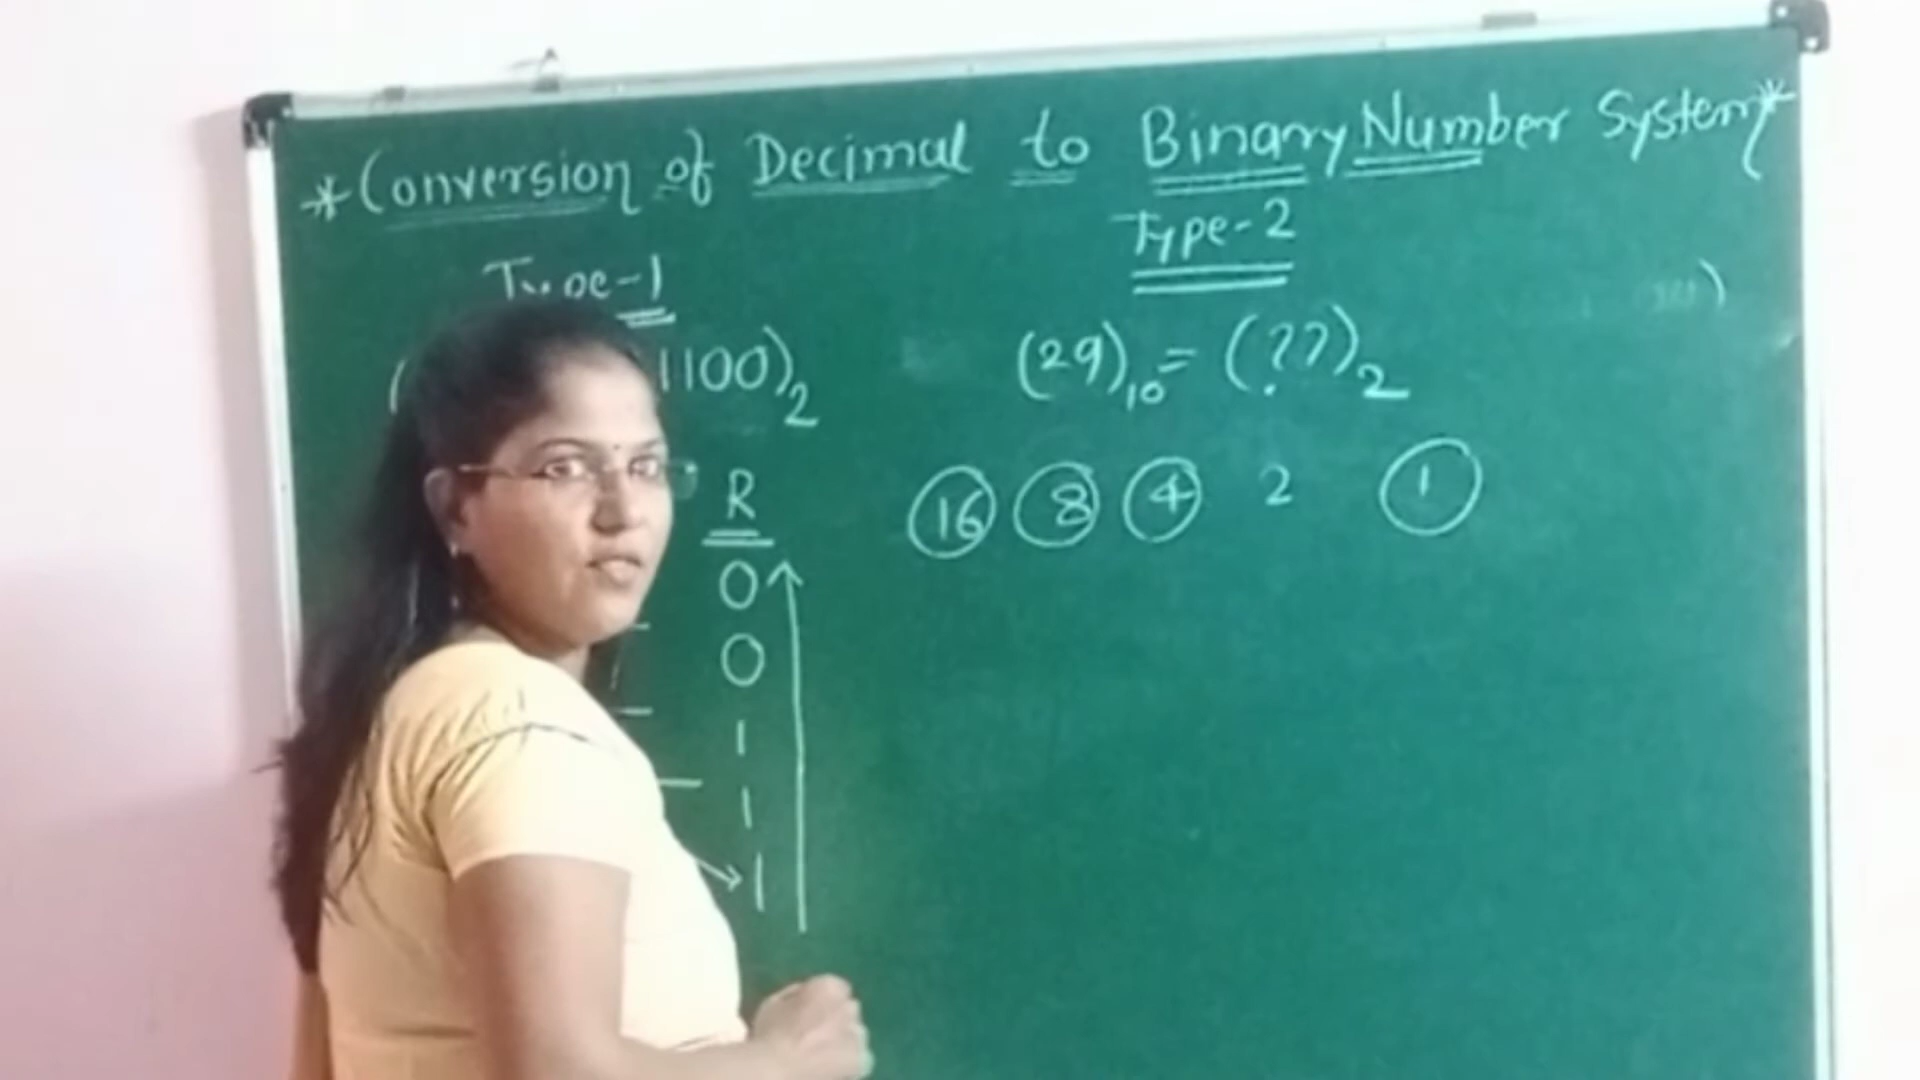 *Conversion of Decimal to Binary Number System*
Type-1
Type-2
1100)2
(29)10 = (??)2
R
16 8 4 2 1
0
0
1
1
1